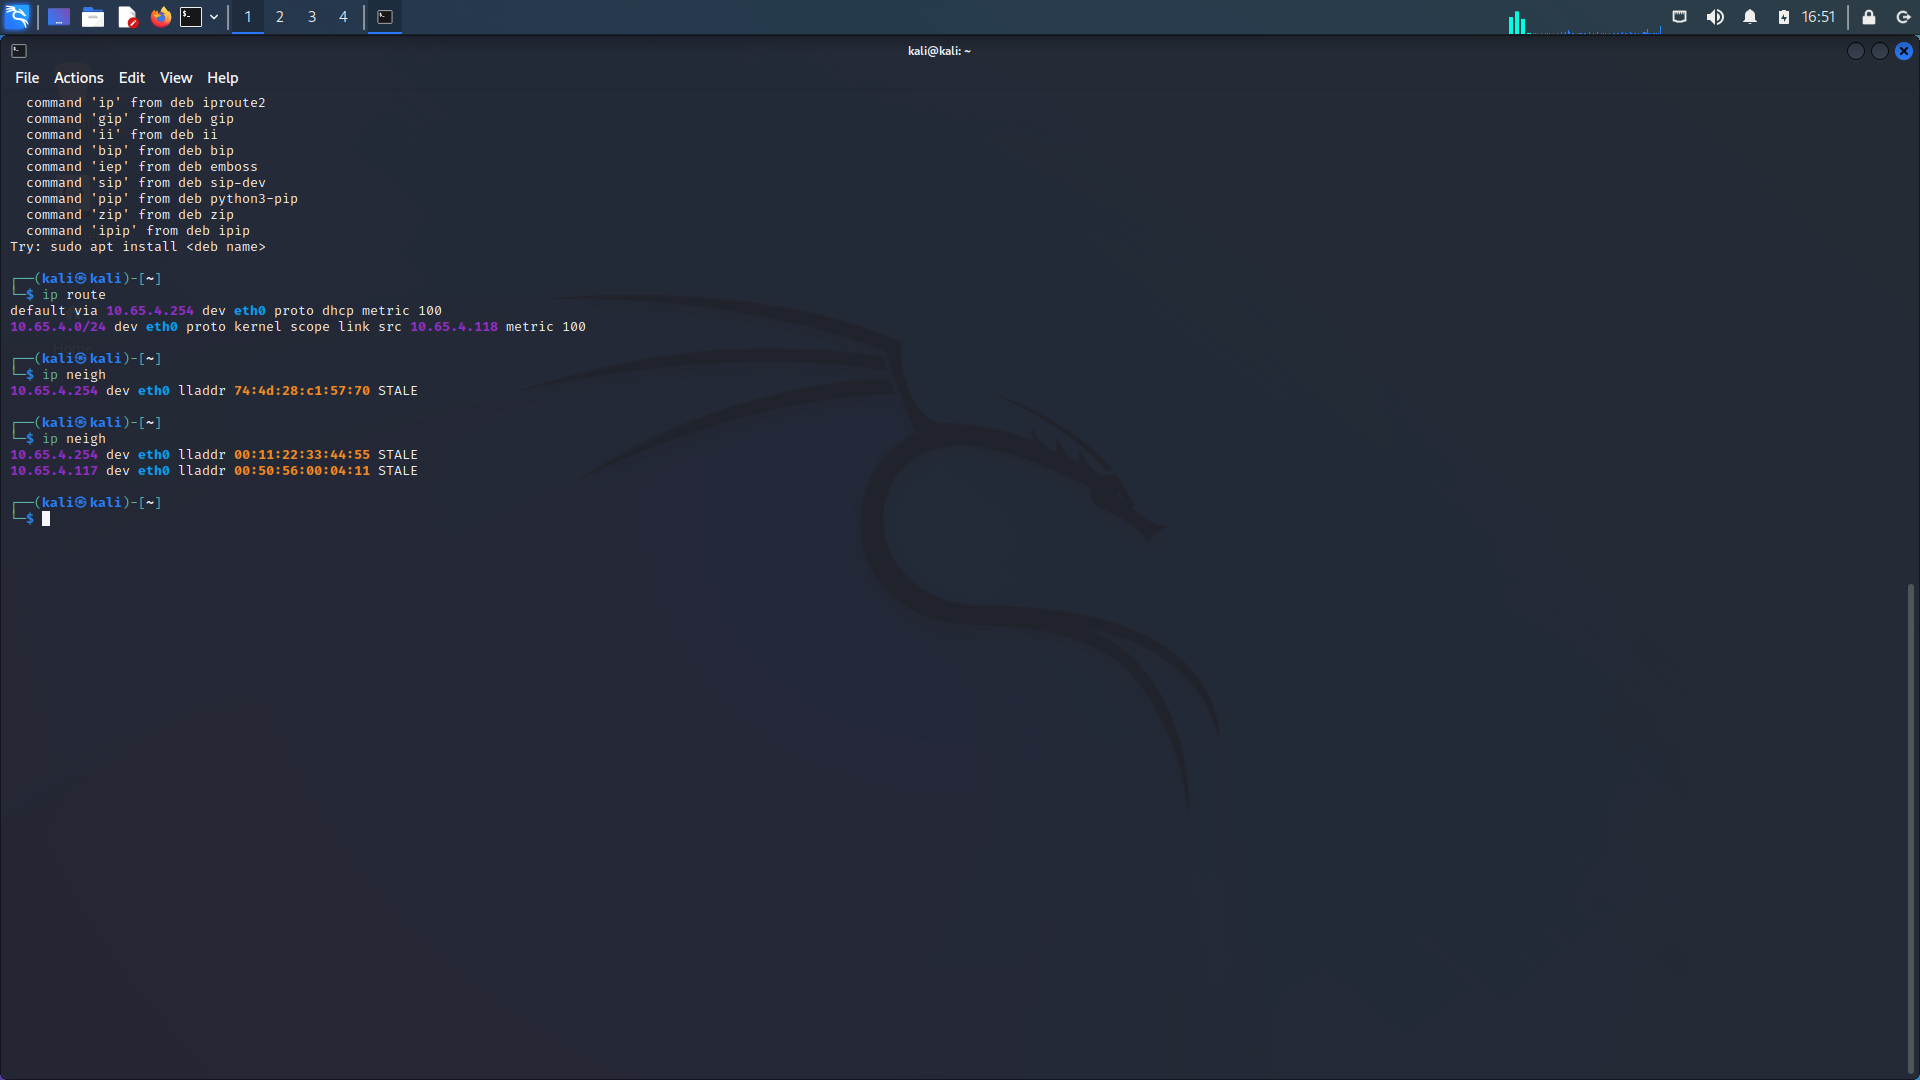 1 2 3 4 16:51
kali@kali: ~
File Actions Edit View Help
command 'ip' from deb iproute2
command 'gip' from deb gip
command 'ii' from deb ii
command 'bip' from deb bip
command 'iep' from deb emboss
command 'sip' from deb sip-dev
command 'pip' from deb python3-pip
command 'zip' from deb zip
command 'ipip' from deb ipip
Try: sudo apt install <deb name>
┌──(kali㉿kali)-[~]
└─$ ip route
default via 10.65.4.254 dev eth0 proto dhcp metric 100
10.65.4.0/24 dev eth0 proto kernel scope link src 10.65.4.118 metric 100
┌──(kali㉿kali)-[~]
└─$ ip neigh
10.65.4.254 dev eth0 lladdr 74:4d:28:c1:57:70 STALE
┌──(kali㉿kali)-[~]
└─$ ip neigh
10.65.4.254 dev eth0 lladdr 00:11:22:33:44:55 STALE
10.65.4.117 dev eth0 lladdr 00:50:56:00:04:11 STALE
┌──(kali㉿kali)-[~]
└─$